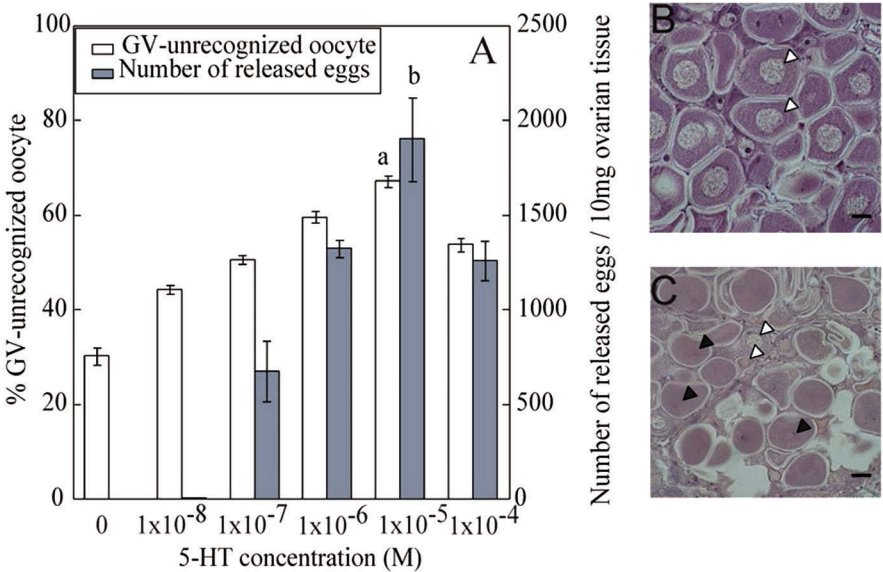 A
GV-unrecognized oocyte
Number of released eggs
% GV-unrecognized oocyte
100
80
60
40
20
0
a
b
2500
2000
1500
1000
500
0
Number of released eggs / 10mg ovarian tissue
0 1x10⁻⁸ 1x10⁻⁷ 1x10⁻⁶ 1x10⁻⁵ 1x10⁻⁴
5-HT concentration (M)
B
C